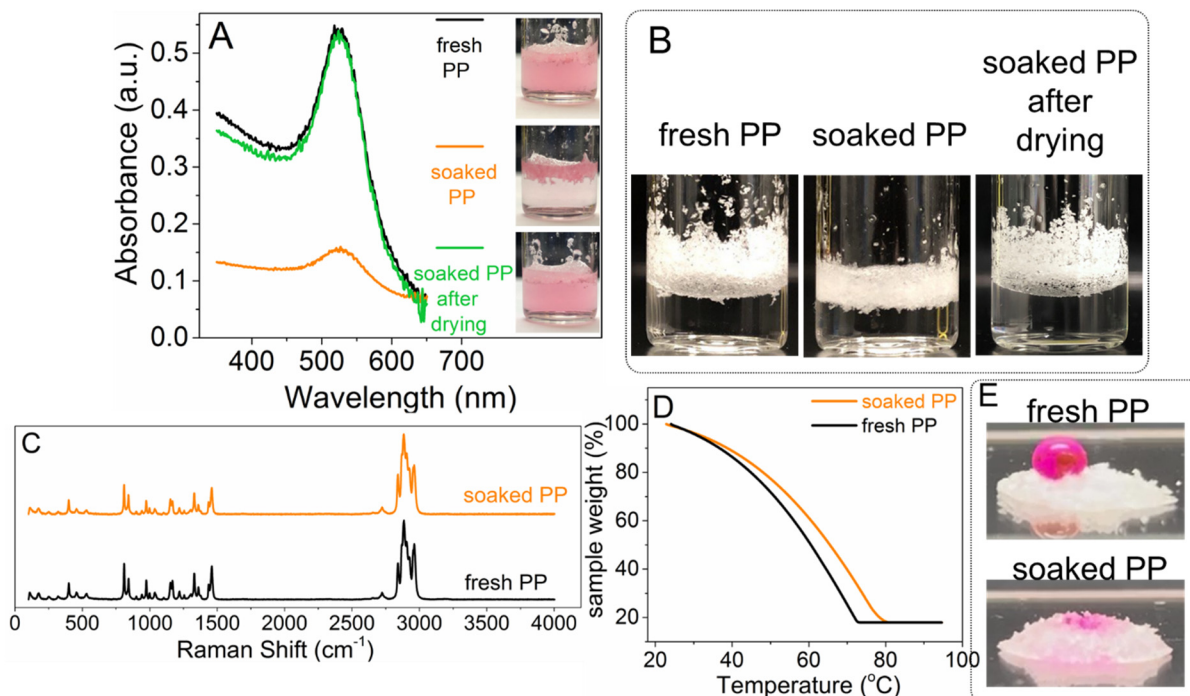 A
fresh
PP
soaked
PP
soaked PP
after
drying
Absorbance (a.u.)
0.5
0.4
0.3
0.2
0.1
0.0
400
500
600
700
Wavelength (nm)
B
fresh PP
soaked PP
soaked PP
after
drying
C
soaked PP
fresh PP
0
500
1000
1500
2000
2500
3000
3500
4000
Raman Shift (cm-1)
D
soaked PP
fresh PP
sample weight (%)
100
80
60
40
20
20
40
60
80
100
Temperature (oC)
E
fresh PP
soaked PP